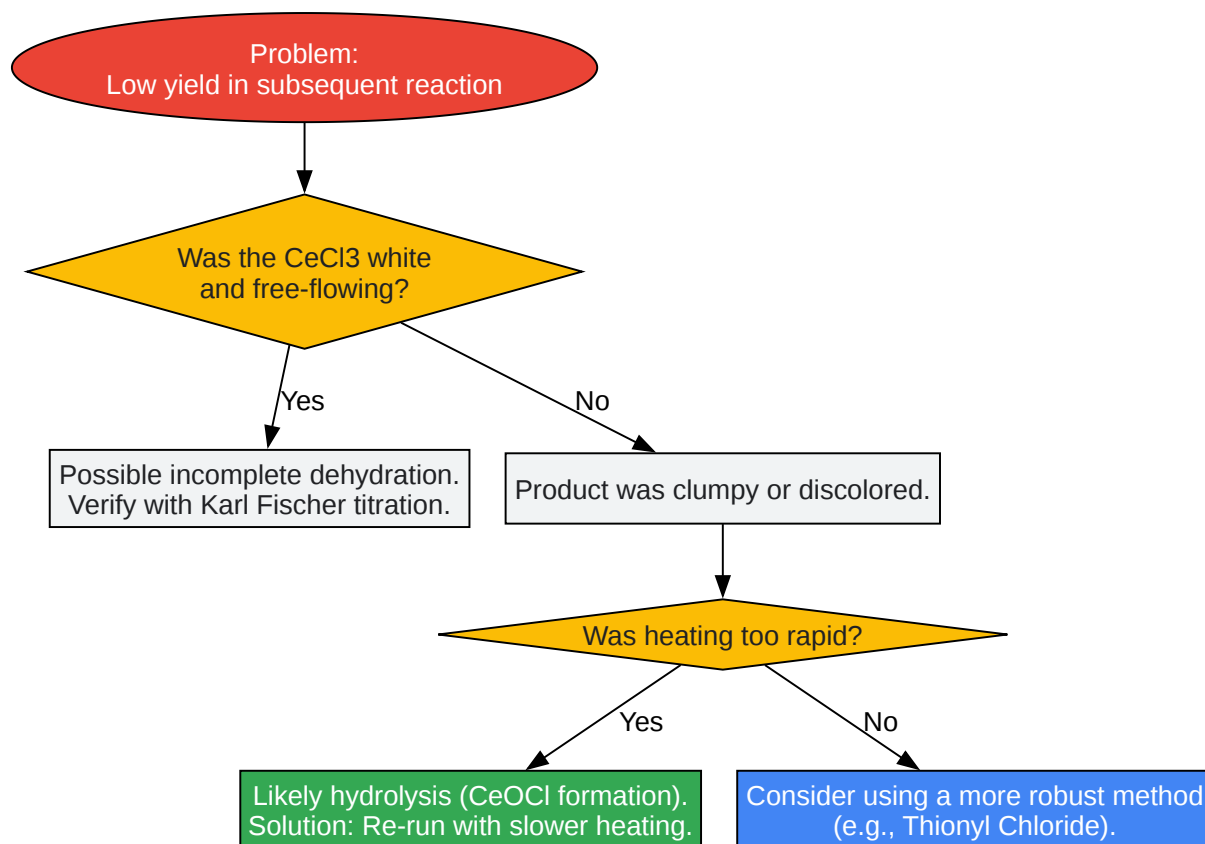 Problem:
Low yield in subsequent reaction
Was the CeCl3 white
and free-flowing?
Yes
No
Possible incomplete dehydration.
Verify with Karl Fischer titration.
Product was clumpy or discolored.
Was heating too rapid?
Yes
No
Likely hydrolysis (CeOCl formation).
Solution: Re-run with slower heating.
Consider using a more robust method
(e.g., Thionyl Chloride).